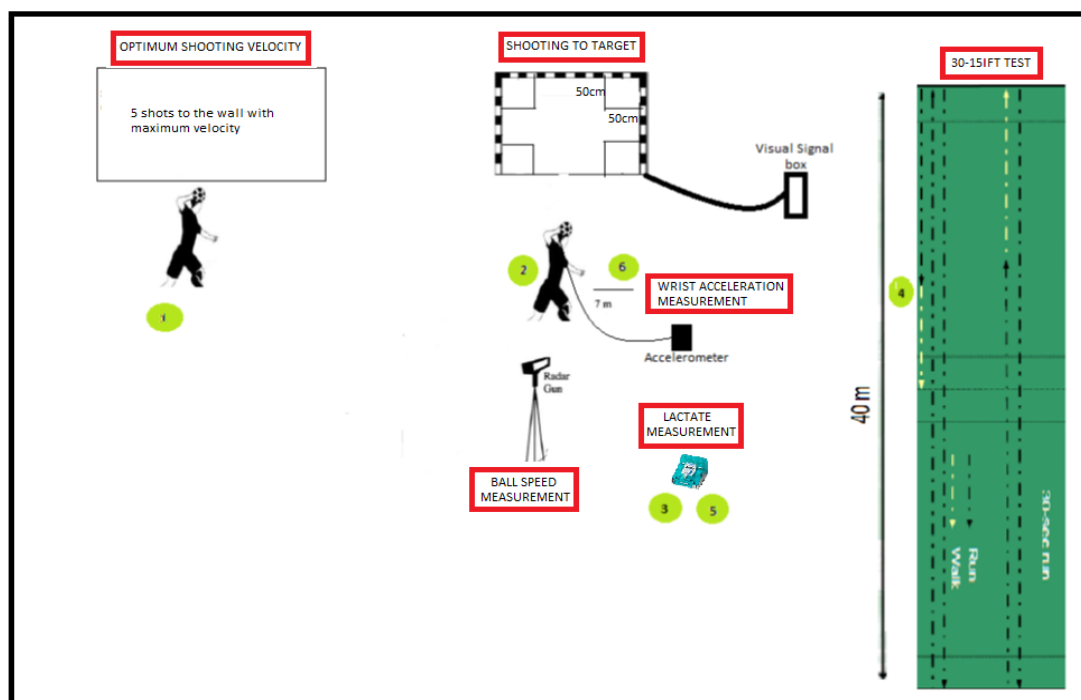 OPTIMUM SHOOTING VELOCITY
5 shots to the wall with
maximum velocity
1
SHOOTING TO TARGET
50cm
50cm
Visual Signal
box
2
6
7 m
WRIST ACCELERATION
MEASUREMENT
Accelerometer
Radar
Gun
BALL SPEED
MEASUREMENT
LACTATE
MEASUREMENT
3
5
30-15IFT TEST
4
40 m
30-sec run
Run
Walk